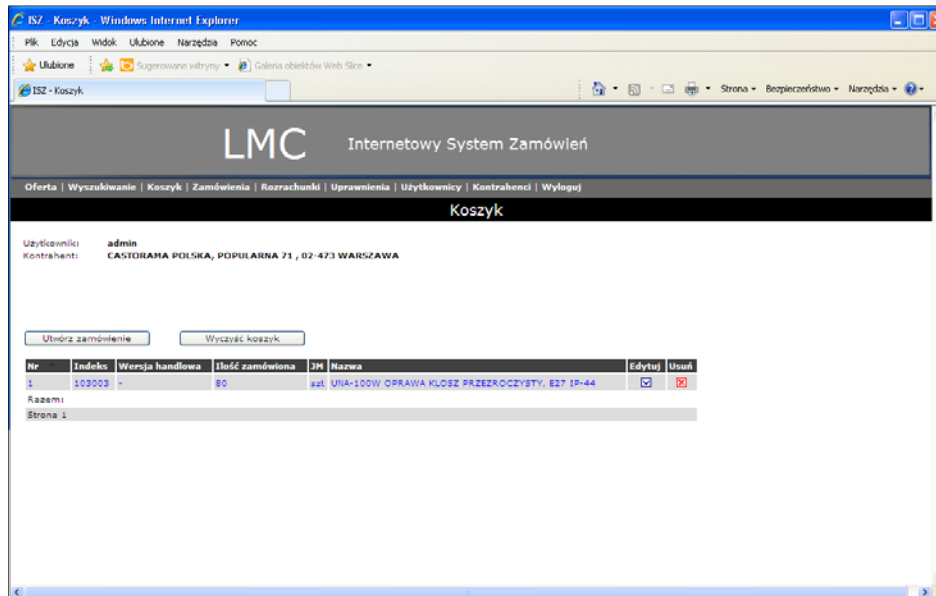 ISZ - Koszyk - Windows Internet Explorer
Plik Edycja Widok Ulubione Narzędzia Pomoc
Ulubione Sugerowane witryny Galeria obiektów Web Slice
ISZ - Koszyk Strona Bezpieczeństwo Narzędzia
LMC Internetowy System Zamówień
Oferta | Wyszukiwanie | Koszyk | Zamówienia | Rozrachunki | Uprawnienia | Użytkownicy | Kontrahenci | Wyloguj
Koszyk
Użytkownik: admin
Kontrahent: CASTORAMA POLSKA, POPULARNA 71 , 02-473 WARSZAWA
Utwórz zamówienie Wyczyść koszyk
Nr Indeks Wersja handlowa Ilość zamówiona JM Nazwa Edytuj Usuń
1 103003 - 80 szt UNA-100W OPRAWA KLOSZ PRZEZROCZYSTY, E27 IP-44
Razem:
Strona 1